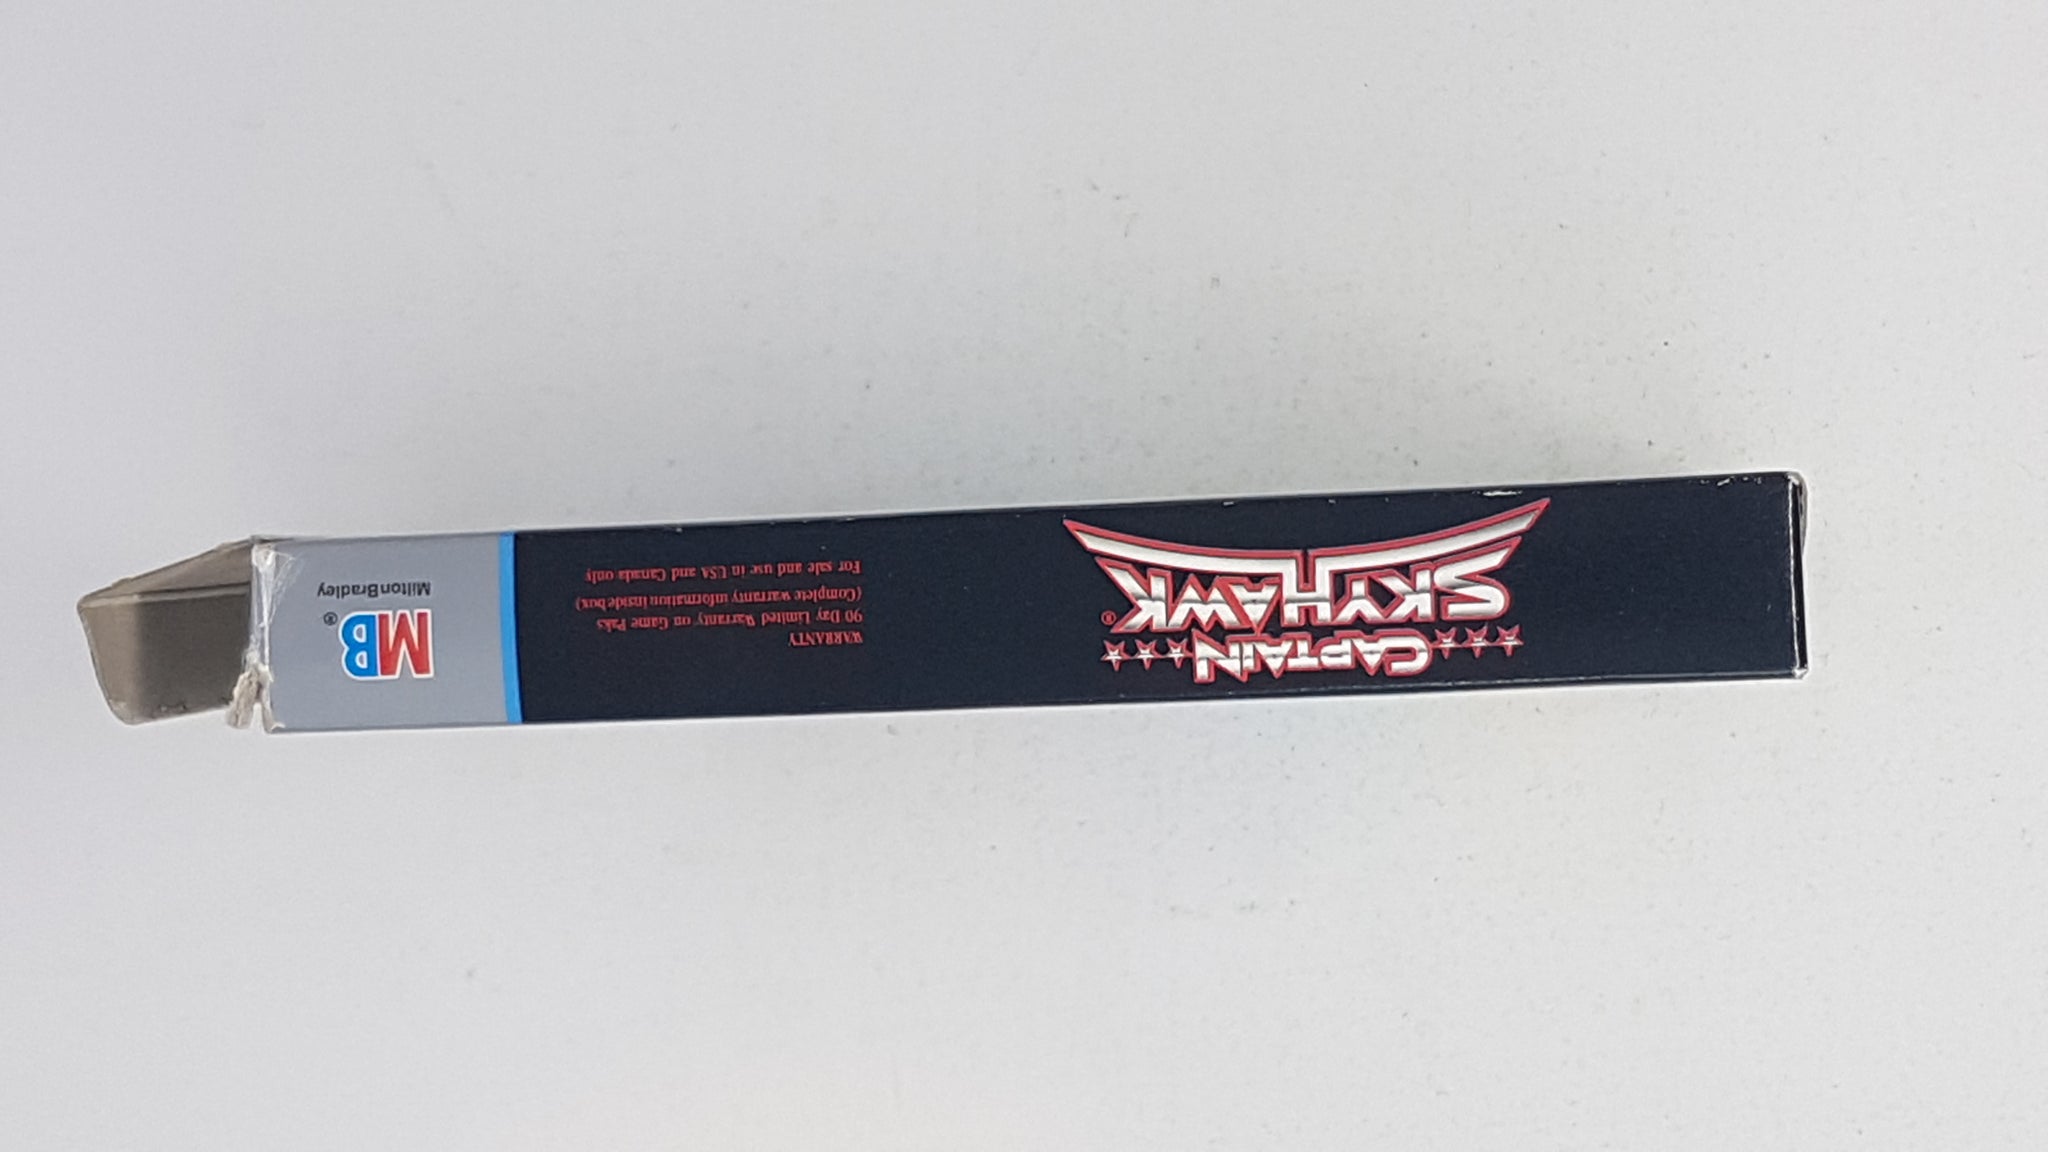 CAPTAIN
SKYHAWK®
WARRANTY
90 Day Limited Warranty on Game Paks
(Complete warranty information inside box)
For sale and use in USA and Canada only
MB®
MiltonBradley